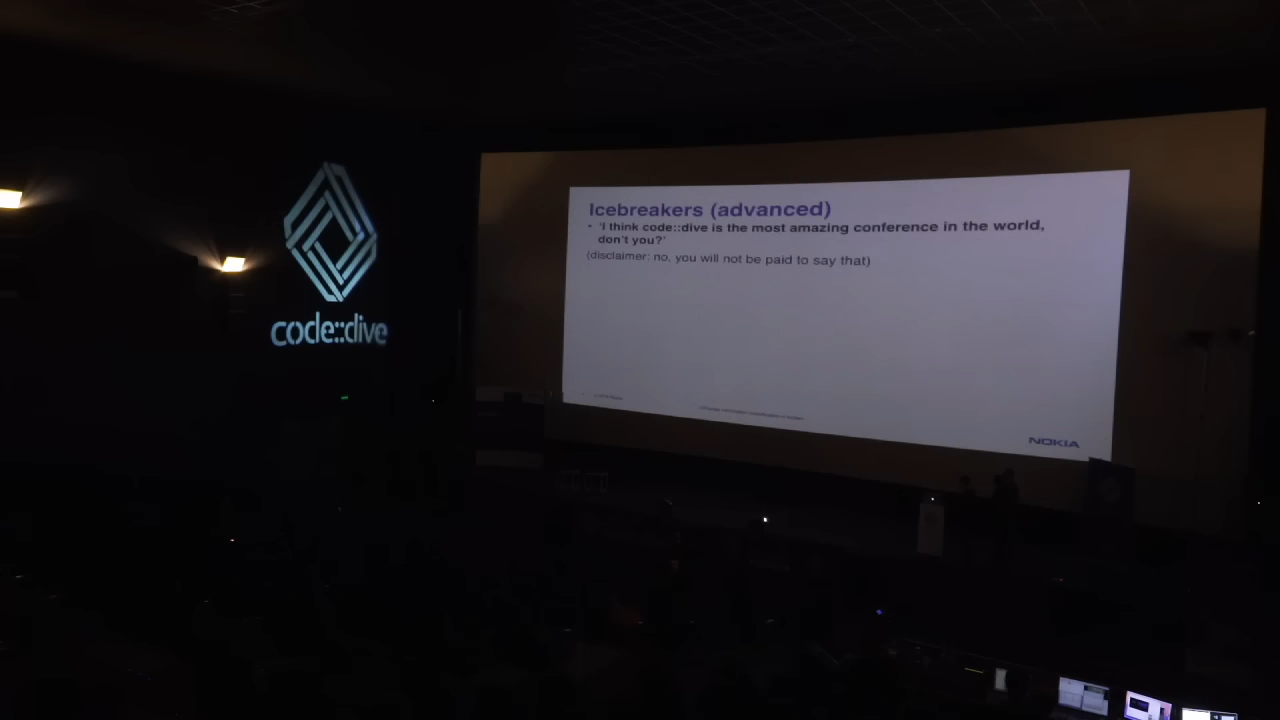 Icebreakers (advanced)
• 'I think code::dive is the most amazing conference in the world,
don't you?'
(disclaimer: no, you will not be paid to say that)
code::dive
NOKIA